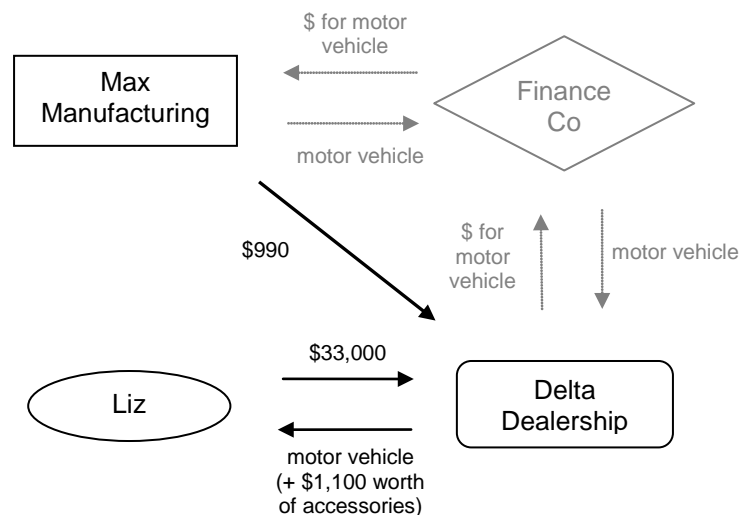 $ for motor
vehicle
Max
Manufacturing
Finance
Co
motor vehicle
$990
$ for
motor
vehicle
motor vehicle
$33,000
Liz
Delta
Dealership
motor vehicle
(+ $1,100 worth
of accessories)